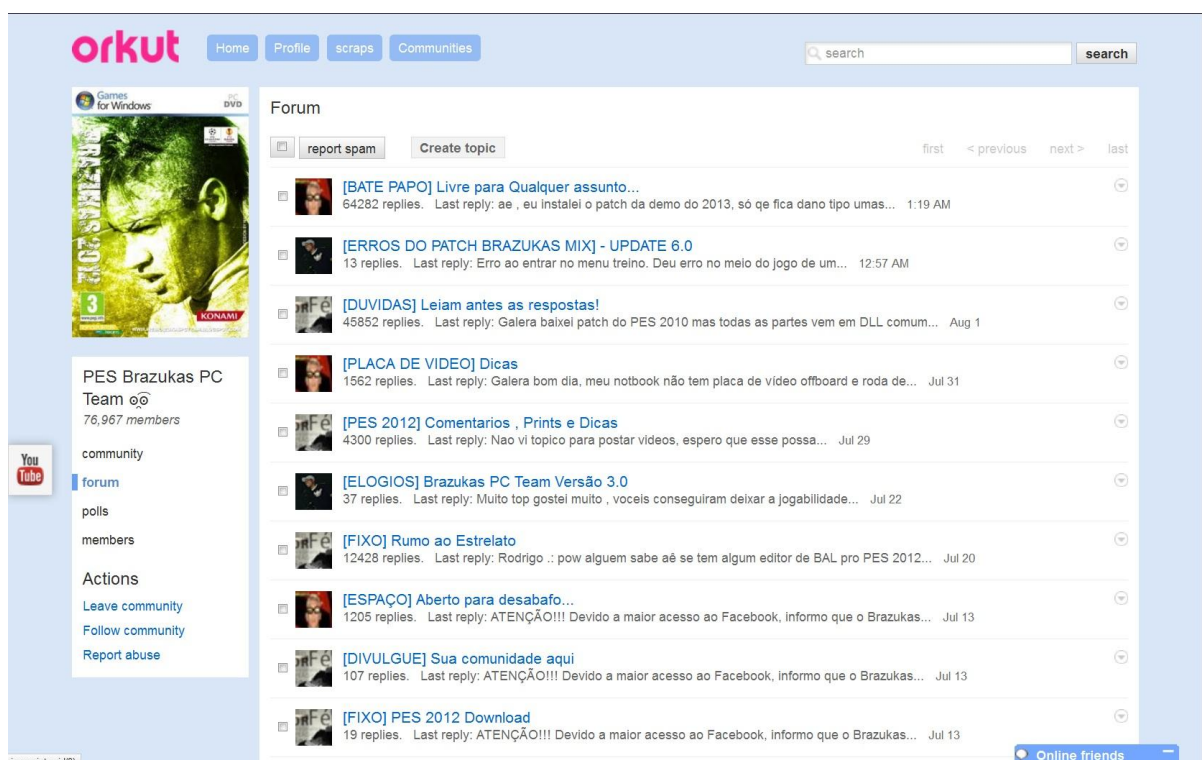 orkut
Home
Profile
scraps
Communities
search
search
Games
for Windows
PC
DVD
BRAZUKAS 2012
3
KONAMI
PES Brazukas PC
Team
76,967 members
community
forum
polls
members
Actions
Leave community
Follow community
Report abuse
You
Tube
Forum
report spam
Create topic
first
< previous
next >
last
[BATE PAPO] Livre para Qualquer assunto...
64282 replies. Last reply: ae , eu instalei o patch da demo do 2013, só qe fica dano tipo umas... 1:19 AM
[ERROS DO PATCH BRAZUKAS MIX] - UPDATE 6.0
13 replies. Last reply: Erro ao entrar no menu treino. Deu erro no meio do jogo de um... 12:57 AM
[DUVIDAS] Leiam antes as respostas!
45852 replies. Last reply: Galera baixei patch do PES 2010 mas todas as partes vem em DLL comum... Aug 1
[PLACA DE VIDEO] Dicas
1562 replies. Last reply: Galera bom dia, meu notbook não tem placa de vídeo offboard e roda de... Jul 31
[PES 2012] Comentarios , Prints e Dicas
4300 replies. Last reply: Nao vi topico para postar videos, espero que esse possa... Jul 29
[ELOGIOS] Brazukas PC Team Versão 3.0
37 replies. Last reply: Muito top gostei muito , voceis conseguiram deixar a jogabilidade... Jul 22
[FIXO] Rumo ao Estrelato
12428 replies. Last reply: Rodrigo .: pow alguem sabe aê se tem algum editor de BAL pro PES 2012... Jul 20
[ESPAÇO] Aberto para desabafo...
1205 replies. Last reply: ATENÇÃO!!! Devido a maior acesso ao Facebook, informo que o Brazukas... Jul 13
[DIVULGUE] Sua comunidade aqui
107 replies. Last reply: ATENÇÃO!!! Devido a maior acesso ao Facebook, informo que o Brazukas... Jul 13
[FIXO] PES 2012 Download
19 replies. Last reply: ATENÇÃO!!! Devido a maior acesso ao Facebook, informo que o Brazukas... Jul 13
Online friends